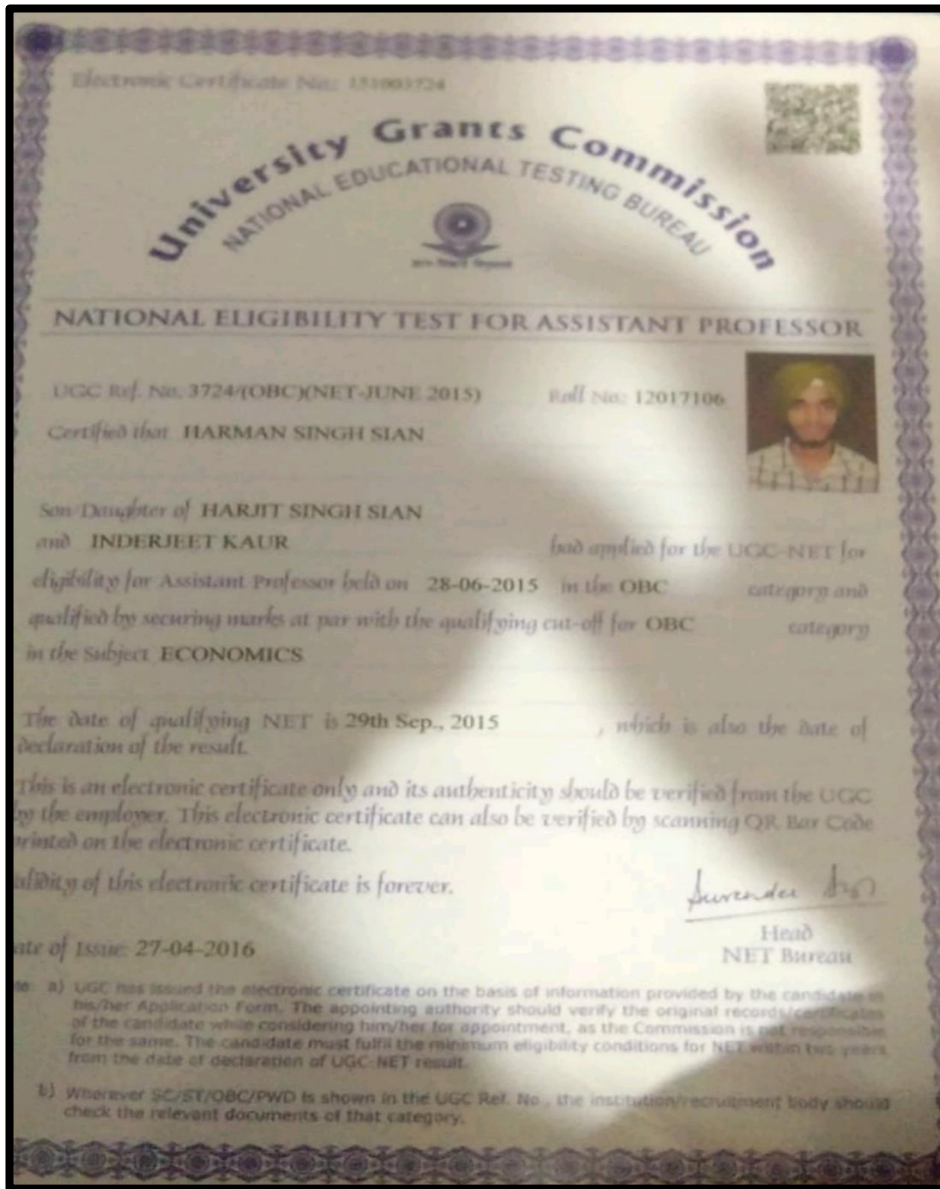 Electronic Certificate No.: 151003724
University Grants Commission
NATIONAL EDUCATIONAL TESTING BUREAU
NATIONAL ELIGIBILITY TEST FOR ASSISTANT PROFESSOR
UGC Ref. No. 3724/(OBC)(NET-JUNE 2015) Roll No.: 12017106
Certified that HARMAN SINGH SIAN
Son/Daughter of HARJIT SINGH SIAN
and INDERJEET KAUR had applied for the UGC-NET for
eligibility for Assistant Professor held on 28-06-2015 in the OBC category and
qualified by securing marks at par with the qualifying cut-off for OBC category
in the Subject ECONOMICS
The date of qualifying NET is 29th Sep., 2015 , which is also the date of
declaration of the result.
This is an electronic certificate only and its authenticity should be verified from the UGC
by the employer. This electronic certificate can also be verified by scanning QR Bar Code
printed on the electronic certificate.
alidity of this electronic certificate is forever.
Surender
Head
ate of Issue: 27-04-2016 NET Bureau
te: a) UGC has issued the electronic certificate on the basis of information provided by the candidate in
his/her Application Form. The appointing authority should verify the original records/certificates
of the candidate while considering him/her for appointment, as the Commission is not responsible
for the same. The candidate must fulfil the minimum eligibility conditions for NET within two years
from the date of declaration of UGC-NET result.
b) Wherever SC/ST/OBC/PWD is shown in the UGC Ref. No., the institution/recruitment body should
check the relevant documents of that category.